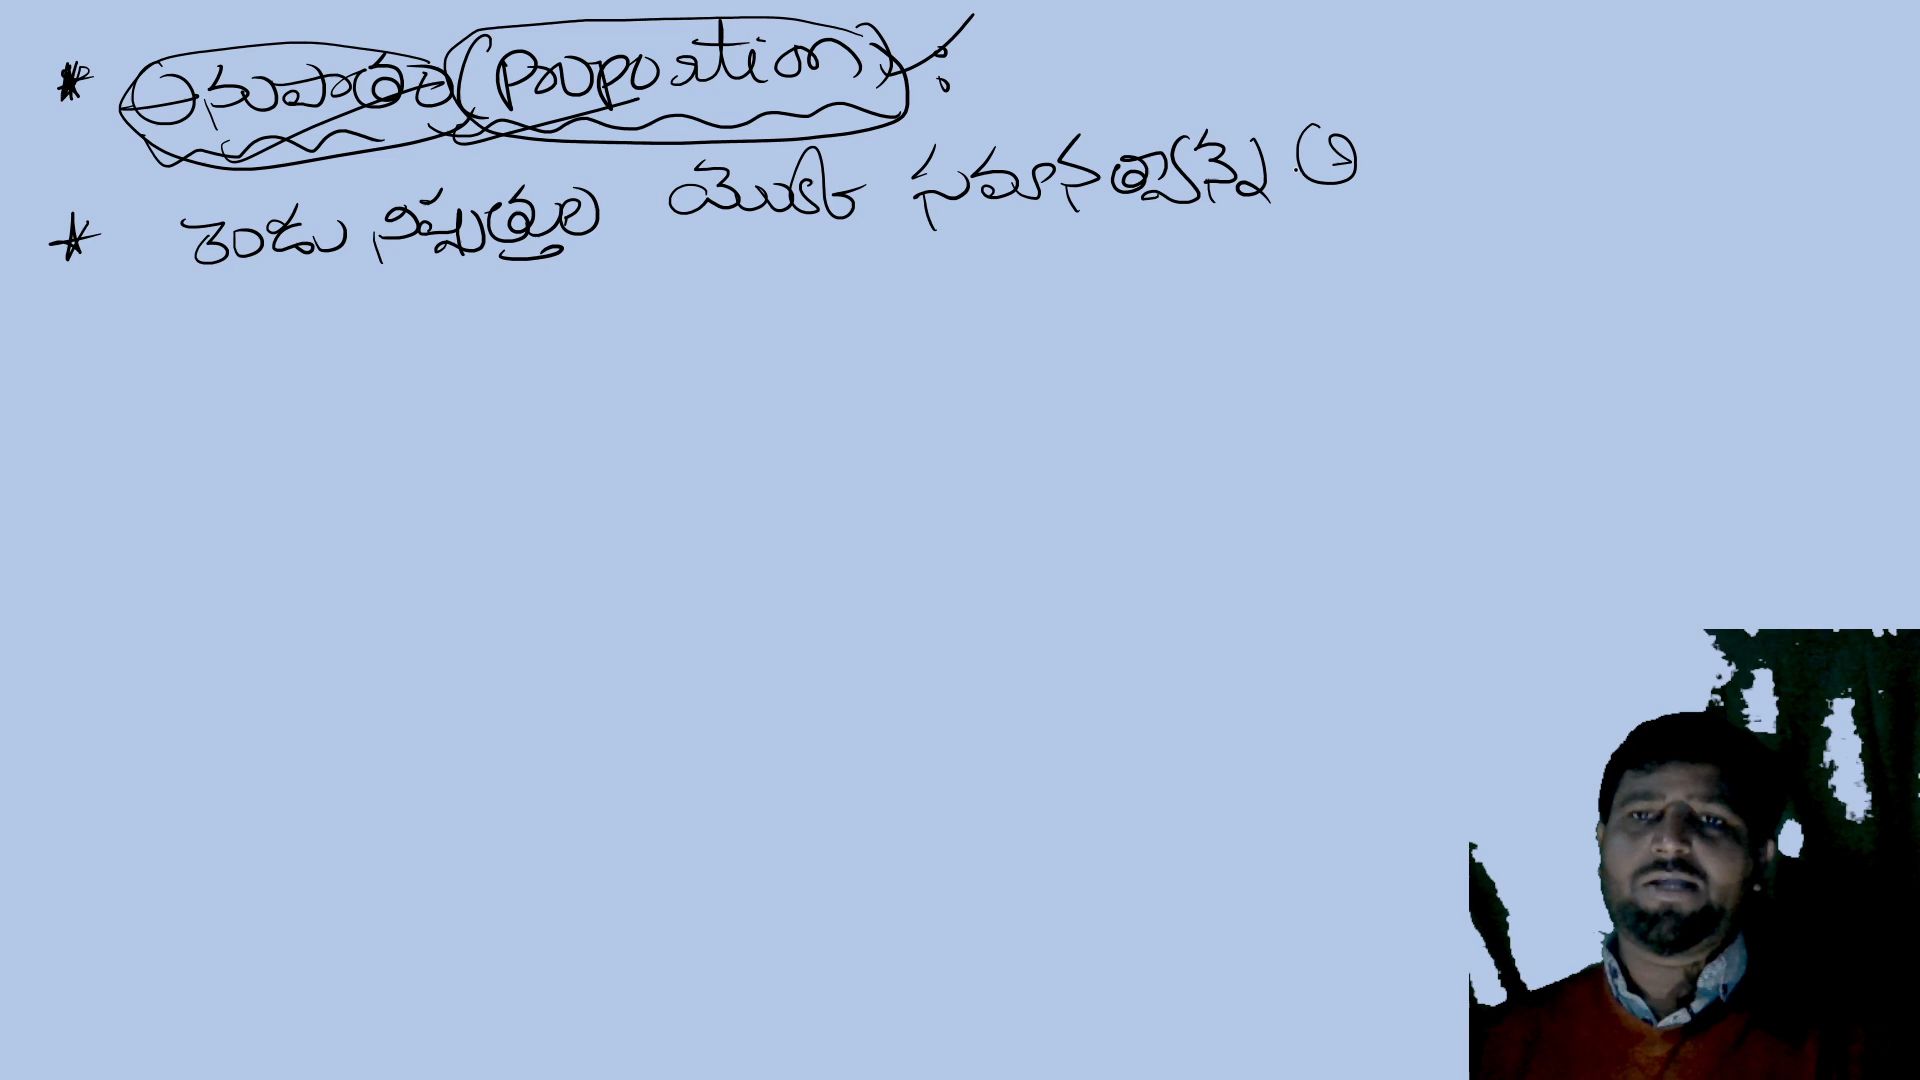 * అనుపాతం (Proportion) :
* రెండు నిష్పత్తుల యొక్క సమానత్వాన్ని అ